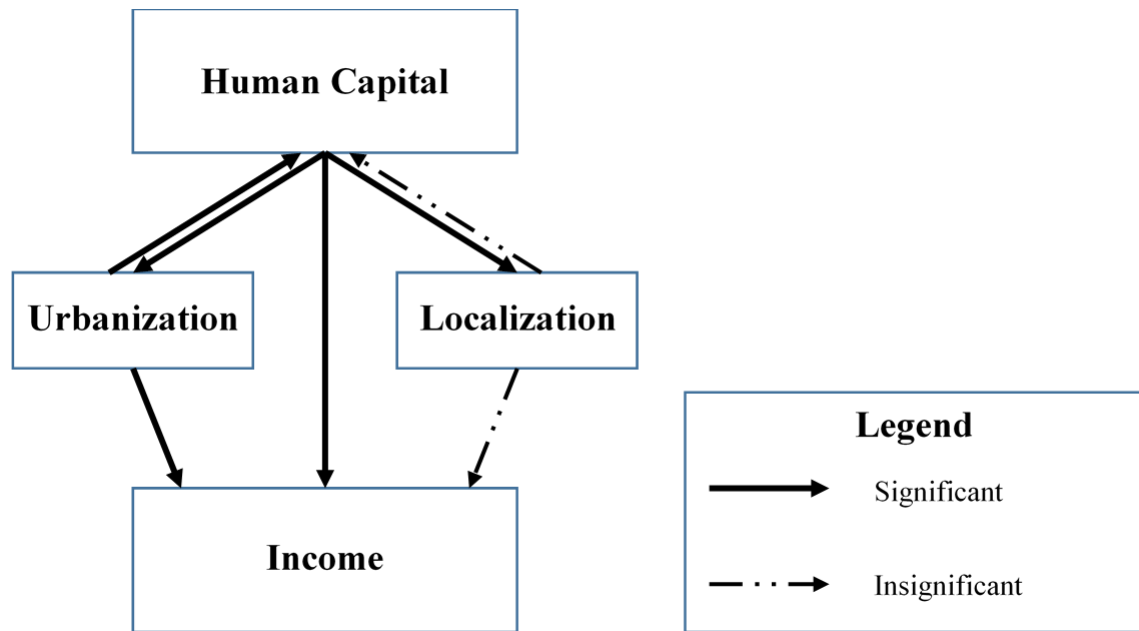 Human Capital
Urbanization
Localization
Income
Legend
Significant
Insignificant